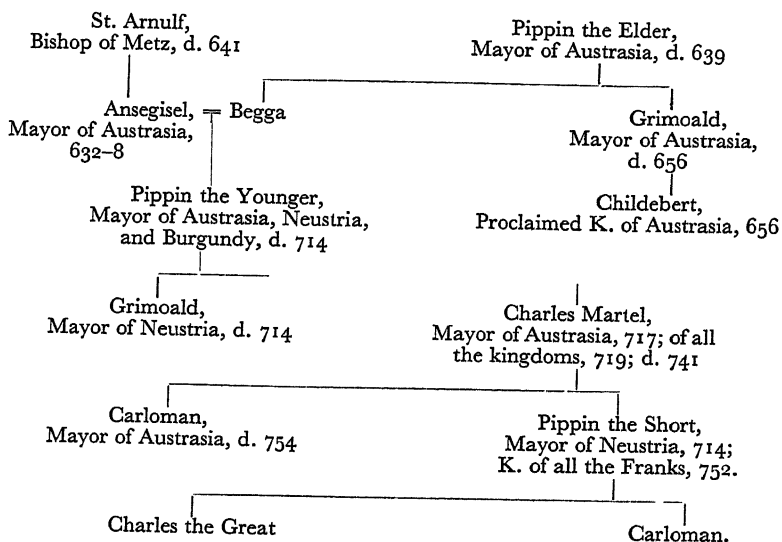 St. Arnulf,
Bishop of Metz, d. 641
Pippin the Elder,
Mayor of Austrasia, d. 639
Ansegisel, = Begga
Mayor of Austrasia,
632–8
Grimoald,
Mayor of Austrasia,
d. 656
Pippin the Younger,
Mayor of Austrasia, Neustria,
and Burgundy, d. 714
Childebert,
Proclaimed K. of Austrasia, 656
Grimoald,
Mayor of Neustria, d. 714
Charles Martel,
Mayor of Austrasia, 717; of all
the kingdoms, 719; d. 741
Carloman,
Mayor of Austrasia, d. 754
Pippin the Short,
Mayor of Neustria, 714;
K. of all the Franks, 752.
Charles the Great
Carloman.